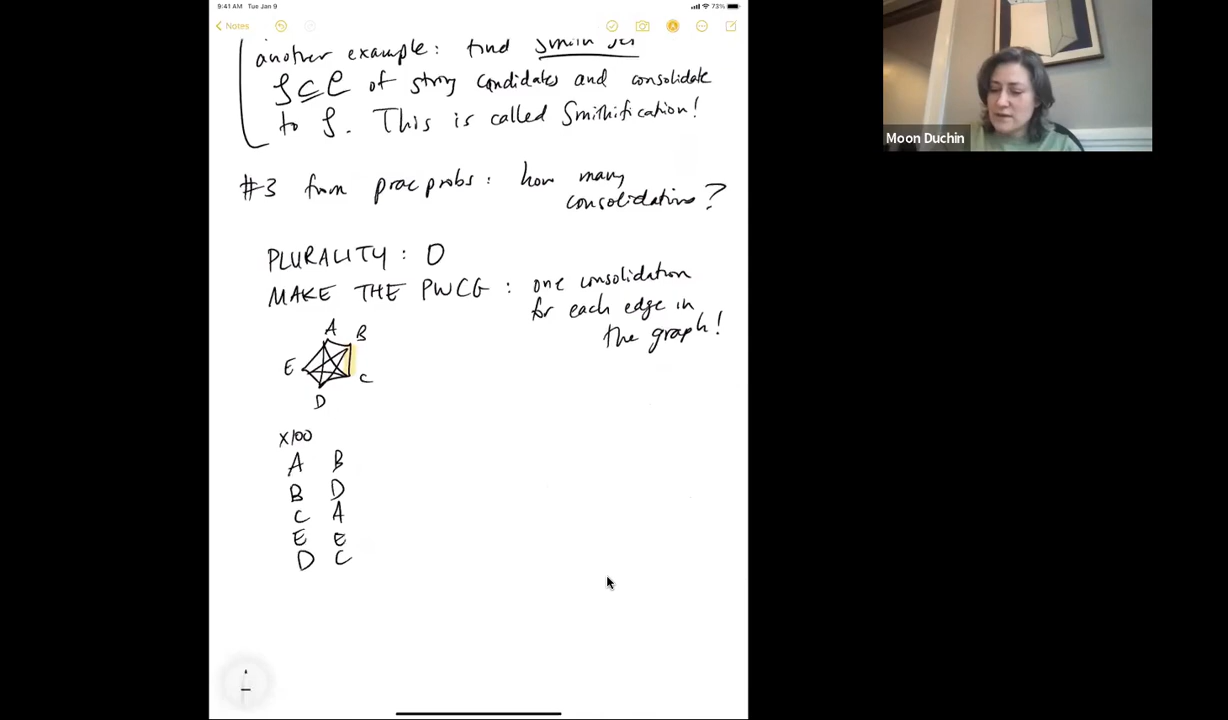 9:41 AM Tue Jan 9
73%
Notes
another example: find Smith set
S ⊆ C of strong candidates and consolidate
to S. This is called Smithification!
#3 from prac probs: how many
consolidations?
PLURALITY: 0
MAKE THE PWCG: one consolidation
for each edge in
the graph!
A B
E C
D
X100
A B
B D
C A
E E
D C
Moon Duchin